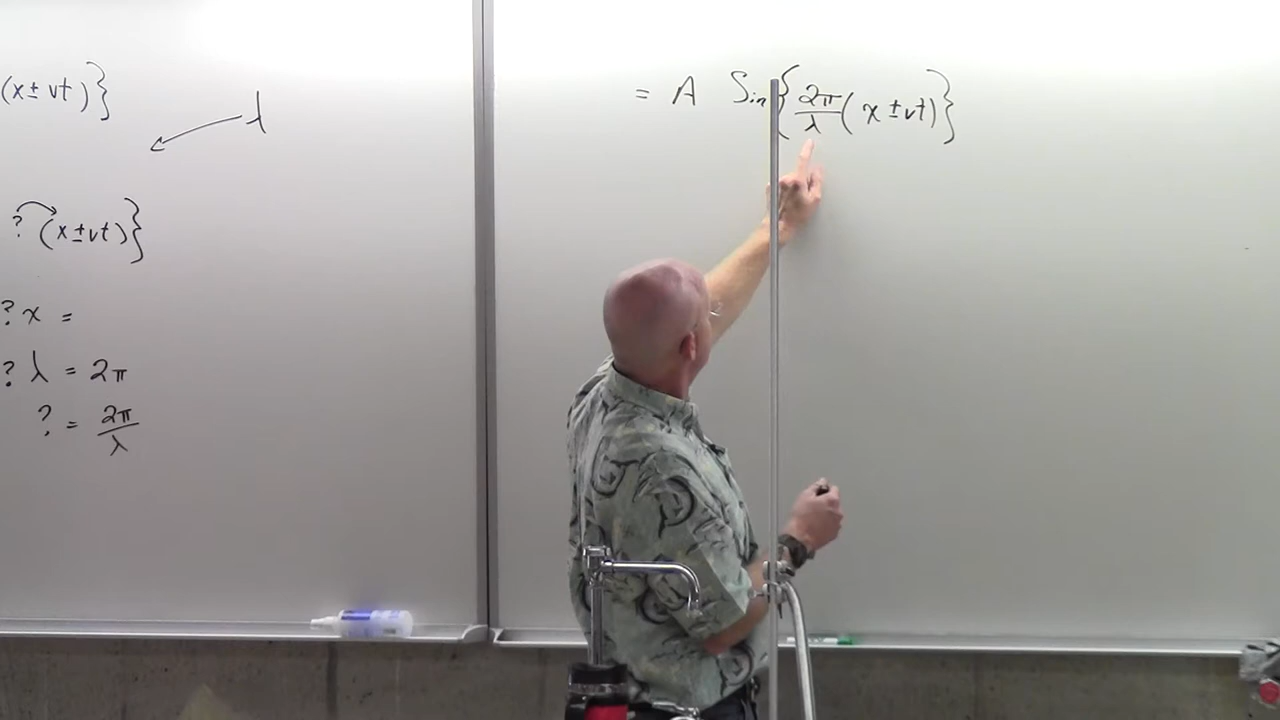 (x ± vt)}
λ
? (x ± vt)}
? x =
? λ = 2π
? = 2π/λ
= A Sin{2π/λ (x ± vt)}